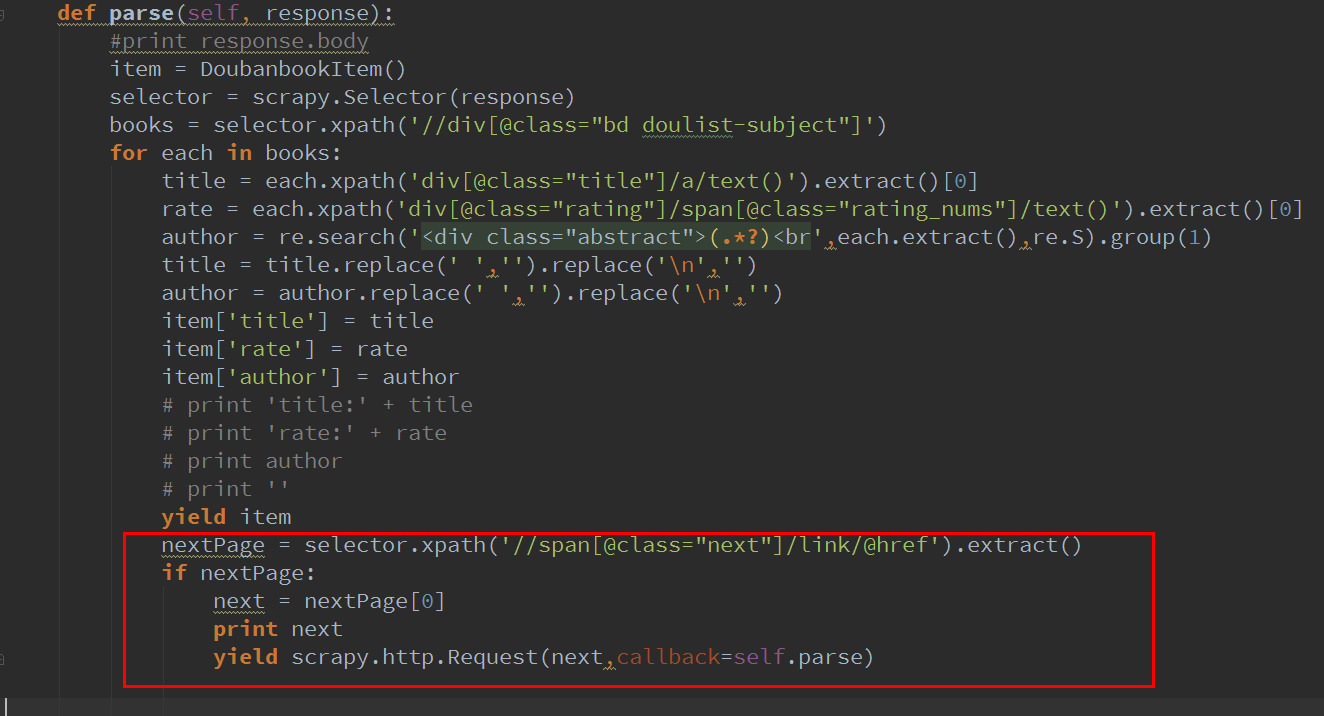 def parse(self, response):
#print response.body
item = DoubanbookItem()
selector = scrapy.Selector(response)
books = selector.xpath('//div[@class="bd doulist-subject"]')
for each in books:
title = each.xpath('div[@class="title"]/a/text()').extract()[0]
rate = each.xpath('div[@class="rating"]/span[@class="rating_nums"]/text()').extract()[0]
author = re.search('<div class="abstract">(.*?)<br',each.extract(),re.S).group(1)
title = title.replace(' ','').replace('\n','')
author = author.replace(' ','').replace('\n','')
item['title'] = title
item['rate'] = rate
item['author'] = author
# print 'title:' + title
# print 'rate:' + rate
# print author
# print ''
yield item
nextPage = selector.xpath('//span[@class="next"]/link/@href').extract()
if nextPage:
next = nextPage[0]
print next
yield scrapy.http.Request(next,callback=self.parse)